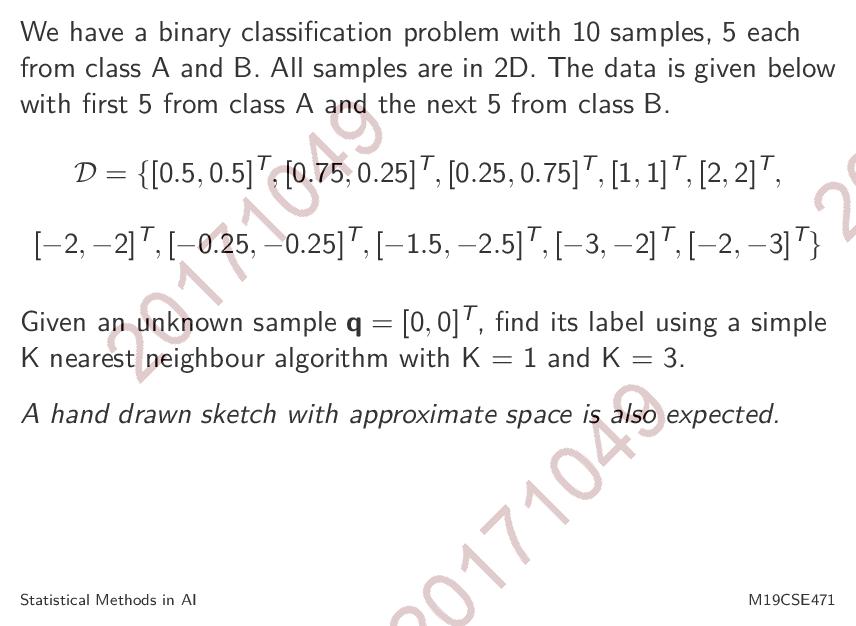 We have a binary classification problem with 10 samples, 5 each
from class A and B. All samples are in 2D. The data is given below
with first 5 from class A and the next 5 from class B.
𝒟 = {[0.5, 0.5]ᵀ, [0.75, 0.25]ᵀ, [0.25, 0.75]ᵀ, [1, 1]ᵀ, [2, 2]ᵀ,
[−2, −2]ᵀ, [−0.25, −0.25]ᵀ, [−1.5, −2.5]ᵀ, [−3, −2]ᵀ, [−2, −3]ᵀ}
Given an unknown sample q = [0, 0]ᵀ, find its label using a simple
K nearest neighbour algorithm with K = 1 and K = 3.
A hand drawn sketch with approximate space is also expected.
Statistical Methods in AI
M19CSE471
20171049
20171049